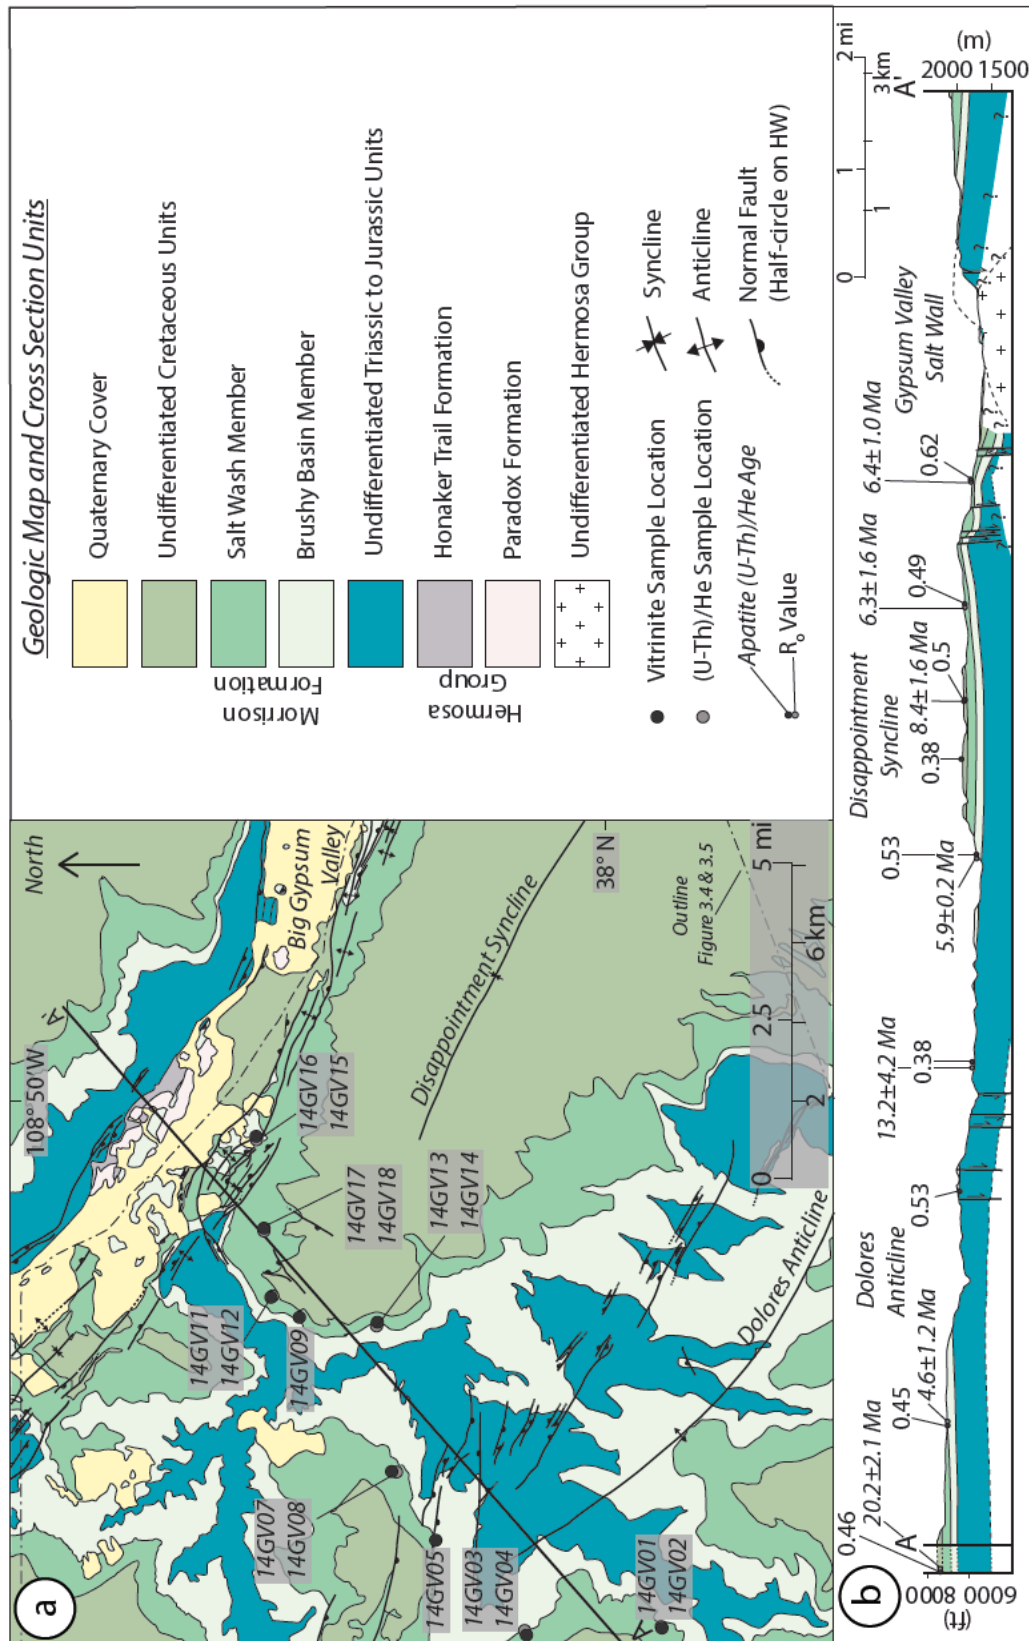 a
North
108° 50'W
A'
Big Gypsum
Valley
14GV16
14GV15
14GV17
14GV18
14GV13
14GV14
14GV11
14GV12
14GV09
14GV07
14GV08
14GV05
14GV03
14GV04
14GV01
14GV02
A
Disappointment Syncline
Dolores Anticline
38° N
Outline
Figure 3.4 & 3.5
0 2.5 5 mi
2 6 km
Geologic Map and Cross Section Units
Quaternary Cover
Undifferentiated Cretaceous Units
Morrison
Formation
Salt Wash Member
Brushy Basin Member
Undifferentiated Triassic to Jurassic Units
Hermosa
Group
Honaker Trail Formation
Paradox Formation
Undifferentiated Hermosa Group
Vitrinite Sample Location
(U-Th)/He Sample Location
Apatite (U-Th)/He Age
Ro Value
Syncline
Anticline
Normal Fault
(Half-circle on HW)
b
0 1 2 mi
1 3 km
A
A'
(ft)
8000
6000
(m)
2000
1500
0.46
20.2±2.1 Ma
0.45
4.6±1.2 Ma
Dolores
Anticline
0.53
13.2±4.2 Ma
0.38
0.53
5.9±0.2 Ma
Disappointment
Syncline
0.38
8.4±1.6 Ma
0.5
6.3±1.6 Ma
0.49
6.4±1.0 Ma
0.62
Gypsum Valley
Salt Wall
? ? ? ? ? ? ? ?